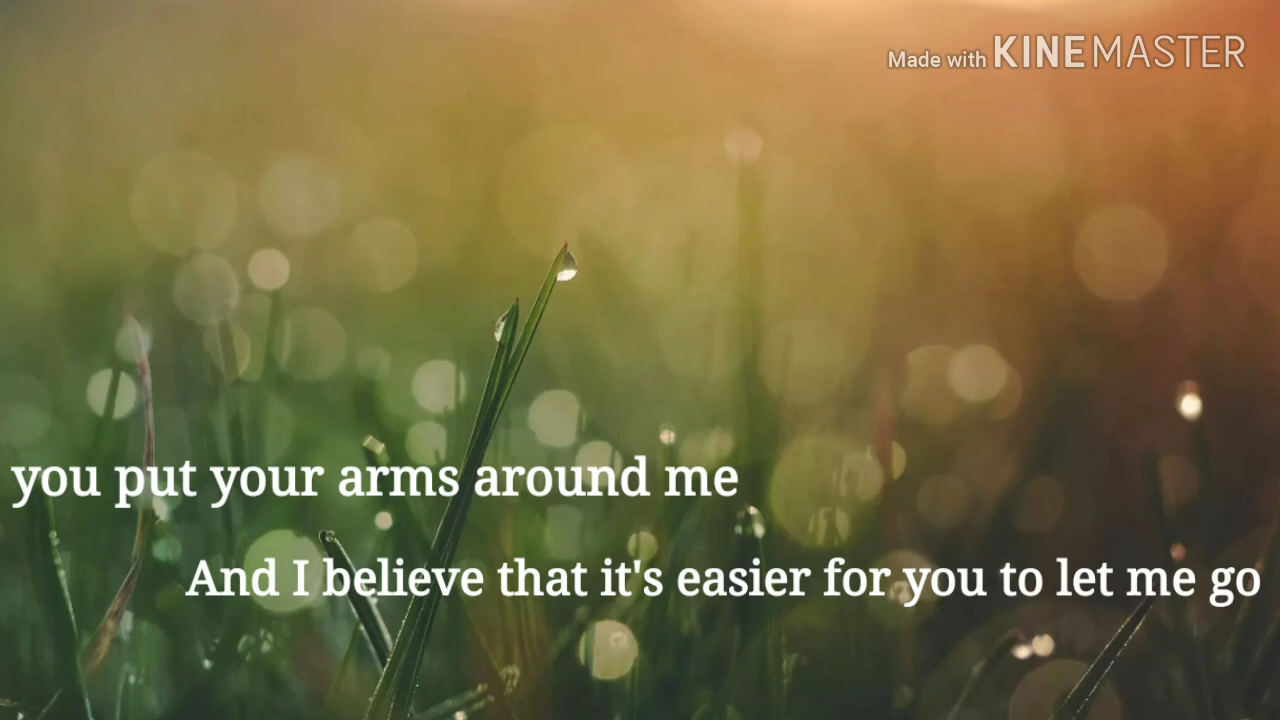 Made with KINEMASTER
you put your arms around me
And I believe that it's easier for you to let me go